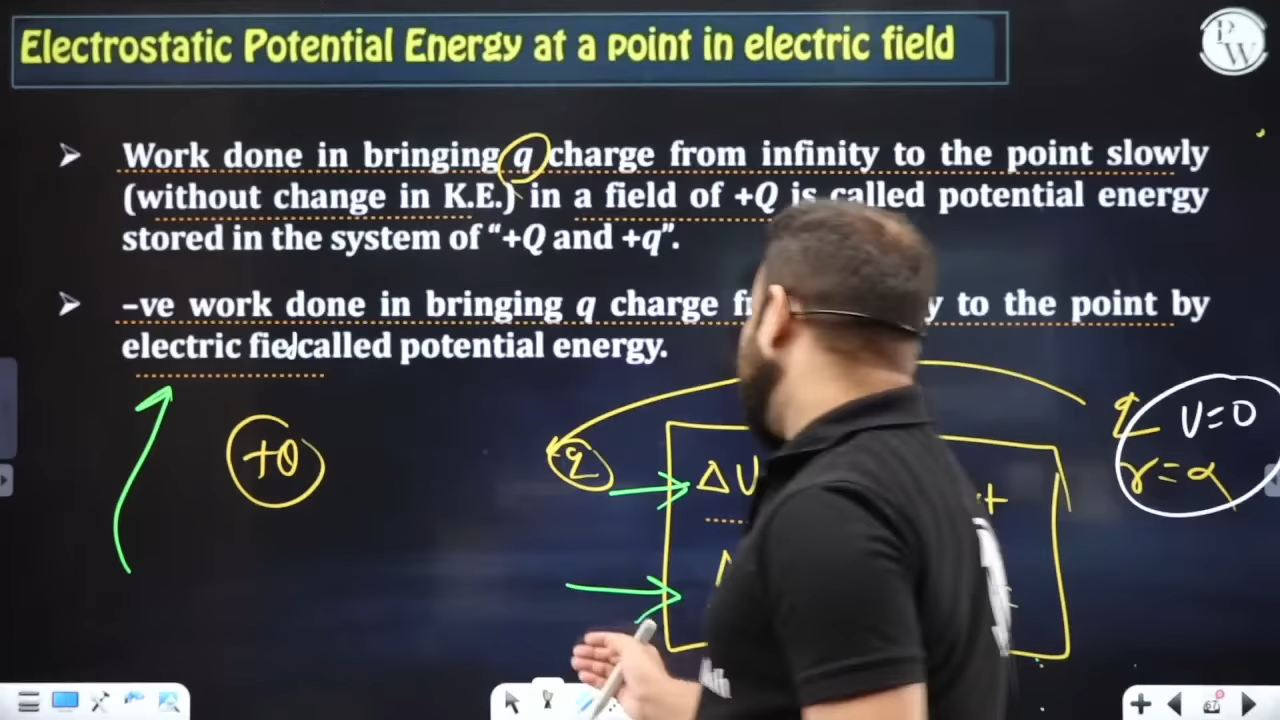 Electrostatic Potential Energy at a point in electric field
PW
Work done in bringing q charge from infinity to the point slowly
(without change in K.E.) in a field of +Q is called potential energy
stored in the system of “+Q and +q”.
–ve work done in bringing q charge y to the point by
electric field called potential energy.
+Q
q
q U=0
r=α
ΔU
67